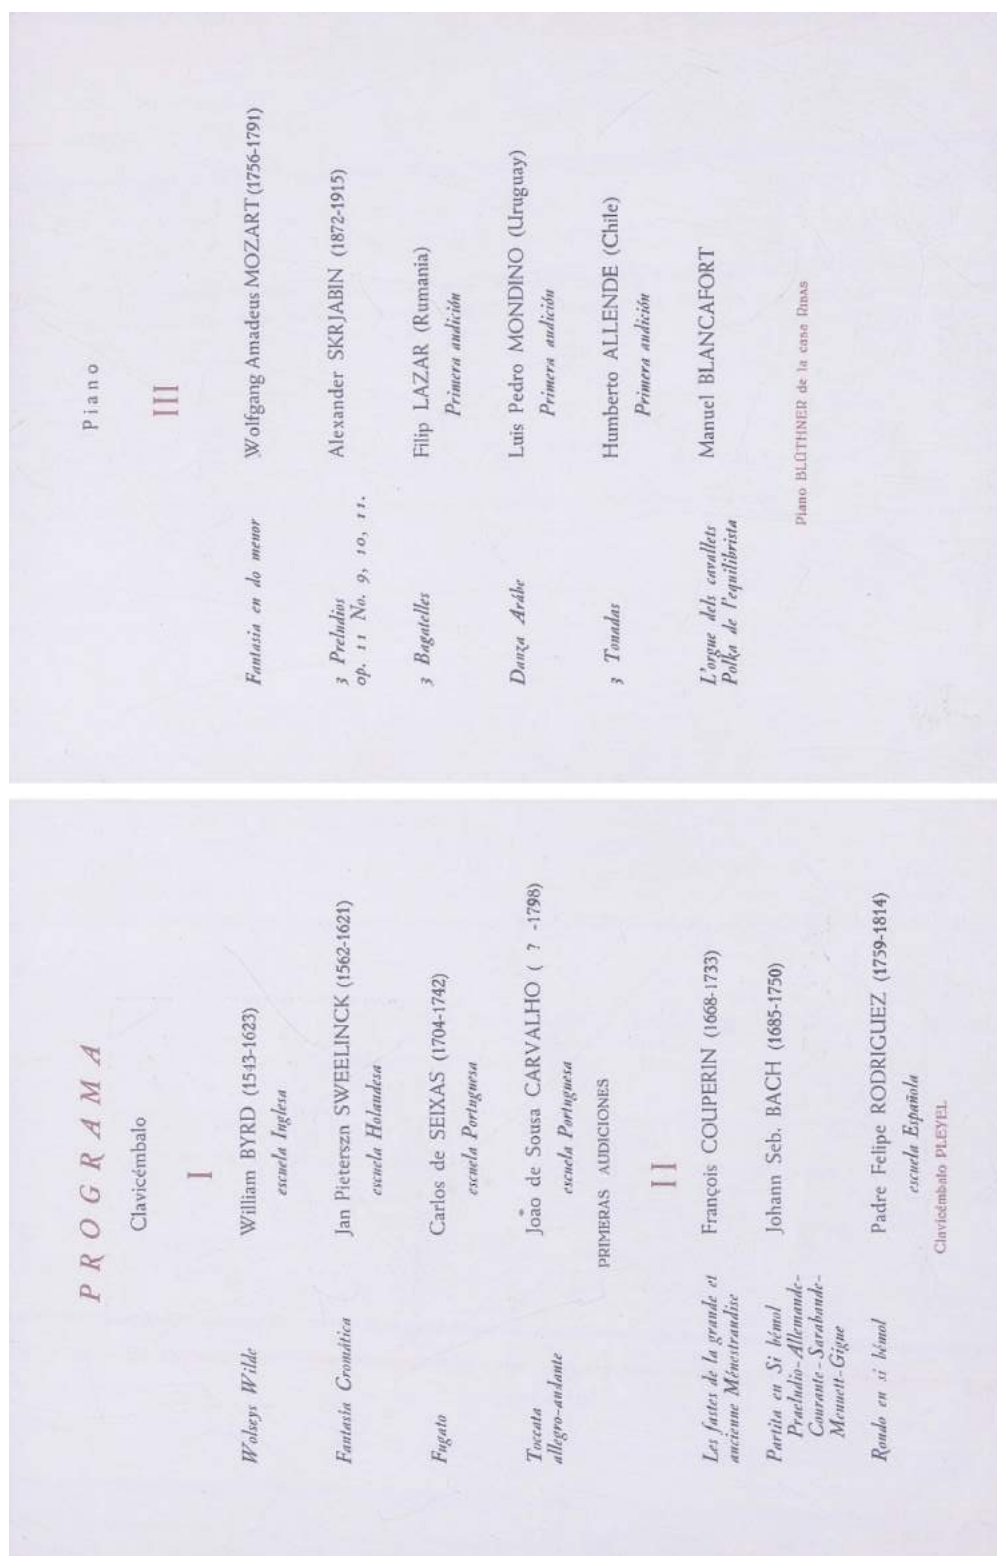 PROGRAMA
Clavicémbalo
I
Wolseys Wilde William BYRD (1543-1623)
escuela Inglesa
Fantasia Cromática Jan Pieterszn SWEELINCK (1562-1621)
escuela Holandesa
Fugato Carlos de SEIXAS (1704-1742)
escuela Portuguesa
Toccata João de Sousa CARVALHO ( ? -1798)
allegro-andante
escuela Portuguesa
PRIMERAS AUDICIONES
II
Les fastes de la grande et François COUPERIN (1668-1733)
ancienne Ménestrandise
Partita en Si bémol Johann Seb. BACH (1685-1750)
Praeludio-Allemande-
Courante-Sarabande-
Menuett-Gigue
Rondo en si bémol Padre Felipe RODRIGUEZ (1759-1814)
escuela Española
Clavicémbalo PLEYEL
Piano
III
Fantasia en do menor Wolfgang Amadeus MOZART (1756-1791)
3 Preludios Alexander SKRJABIN (1872-1915)
op. 11 No. 9, 10, 11.
3 Bagatelles Filip LAZAR (Rumania)
Primera audición
Danza Arábe Luis Pedro MONDINO (Uruguay)
Primera audición
3 Tonadas Humberto ALLENDE (Chile)
Primera audición
L'orgue dels cavallets Manuel BLANCAFORT
Polka de l'equilibrista
Piano BLÜTHNER de la casa RIBAS